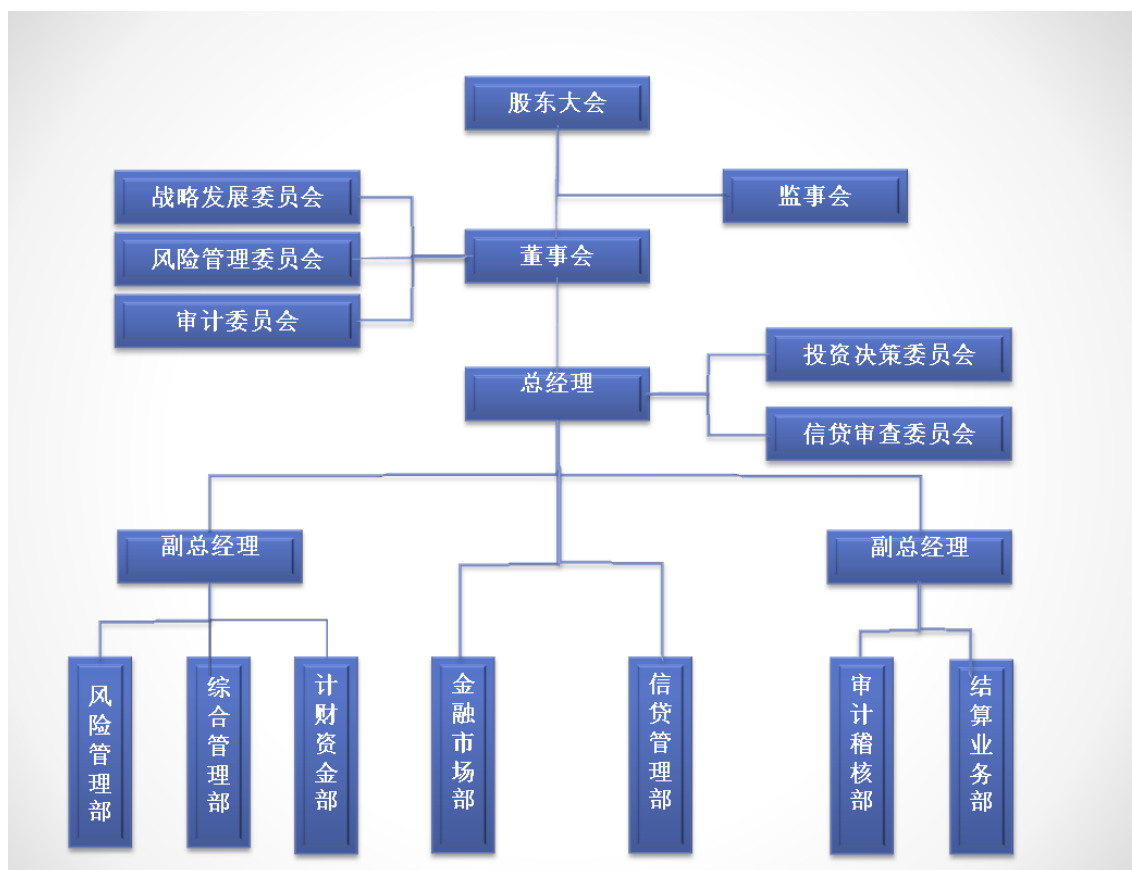 股东大会
监事会
战略发展委员会
风险管理委员会
审计委员会
董事会
总经理
投资决策委员会
信贷审查委员会
副总经理
副总经理
风险管理部
综合管理部
计财资金部
金融市场部
信贷管理部
审计稽核部
结算业务部